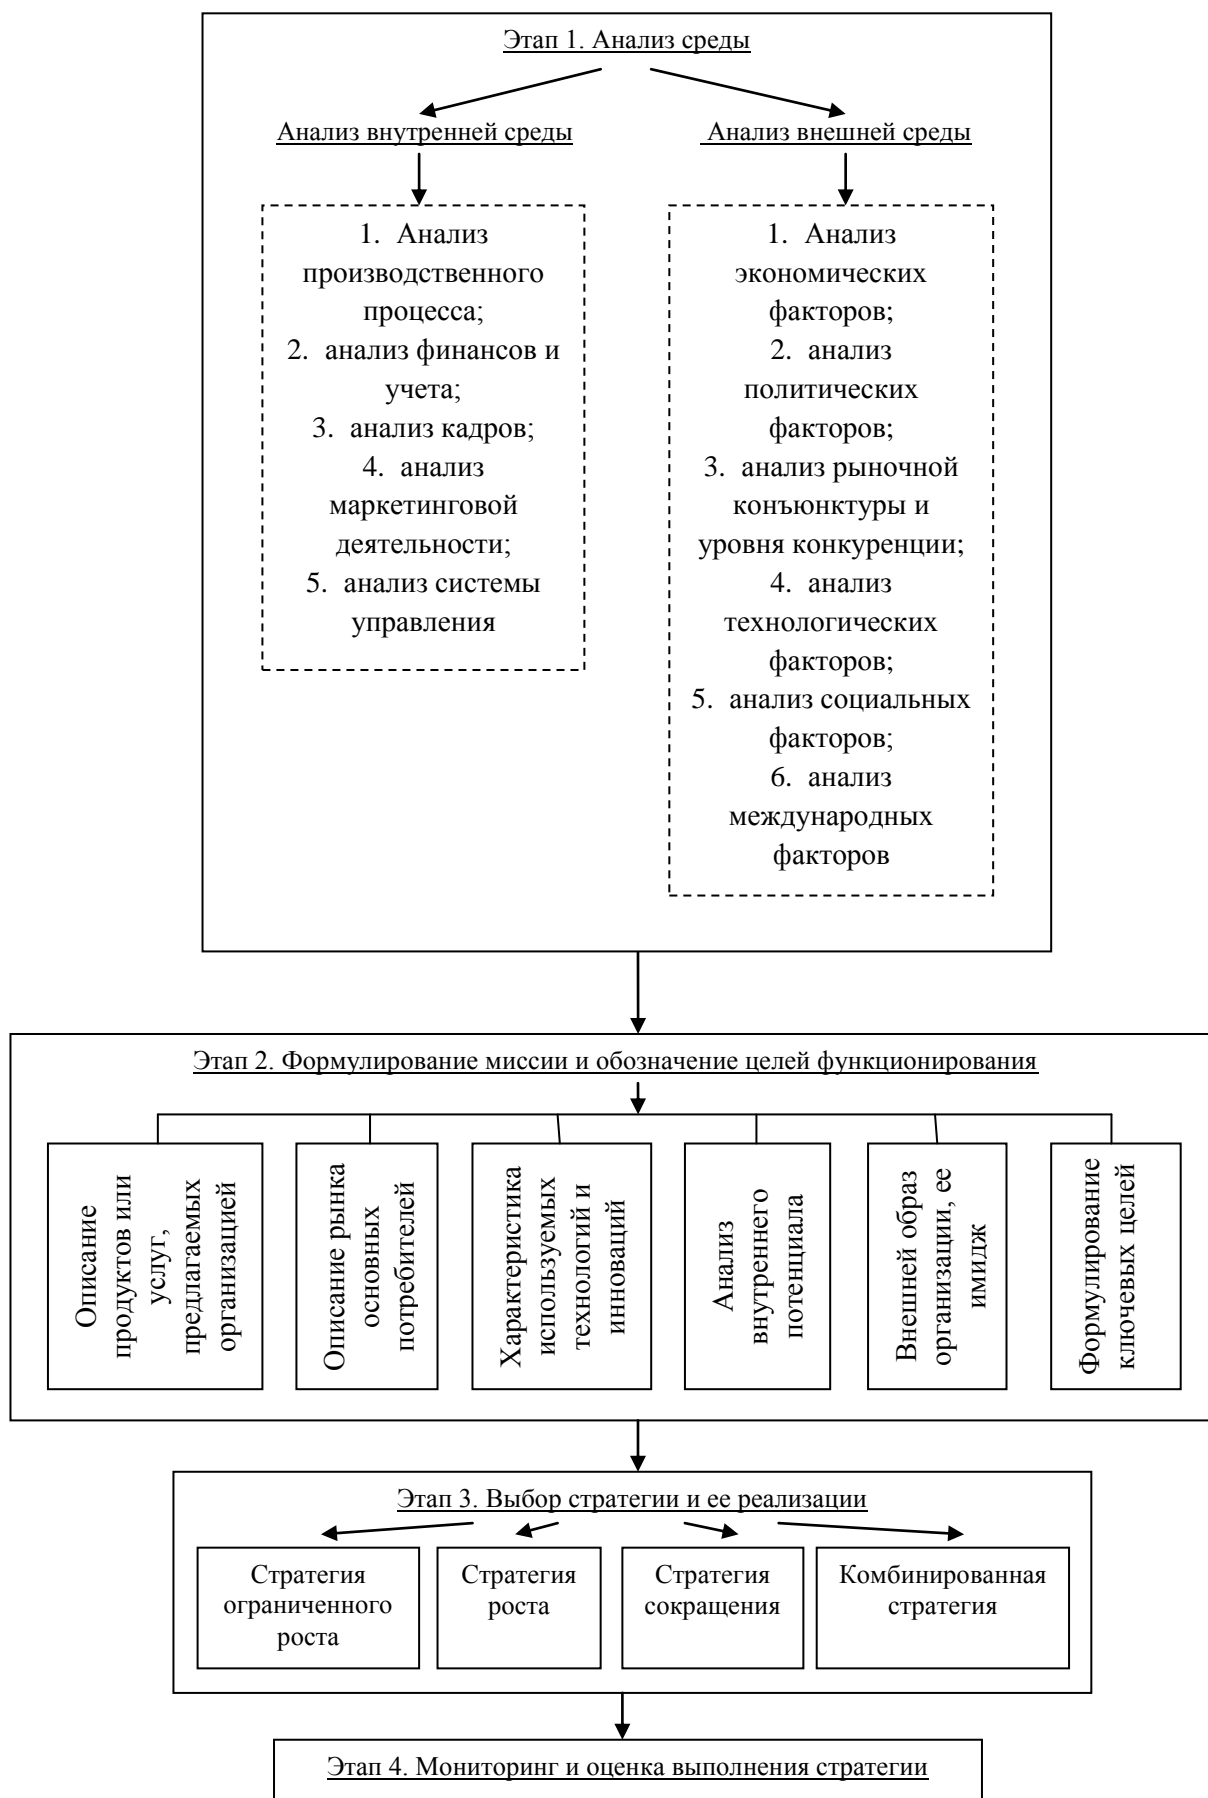 Этап 1. Анализ среды
Анализ внутренней среды
1. Анализ
производственного
процесса;
2. анализ финансов и
учета;
3. анализ кадров;
4. анализ
маркетинговой
деятельности;
5. анализ системы
управления
Анализ внешней среды
1. Анализ
экономических
факторов;
2. анализ
политических
факторов;
3. анализ рыночной
конъюнктуры и
уровня конкуренции;
4. анализ
технологических
факторов;
5. анализ социальных
факторов;
6. анализ
международных
факторов
Этап 2. Формулирование миссии и обозначение целей функционирования
Описание
продуктов или
услуг,
предлагаемых
организацией
Описание рынка
основных
потребителей
Характеристика
используемых
технологий и
инноваций
Анализ
внутреннего
потенциала
Внешней образ
организации, ее
имидж
Формулирование
ключевых целей
Этап 3. Выбор стратегии и ее реализации
Стратегия
ограниченного
роста
Стратегия
роста
Стратегия
сокращения
Комбинированная
стратегия
Этап 4. Мониторинг и оценка выполнения стратегии